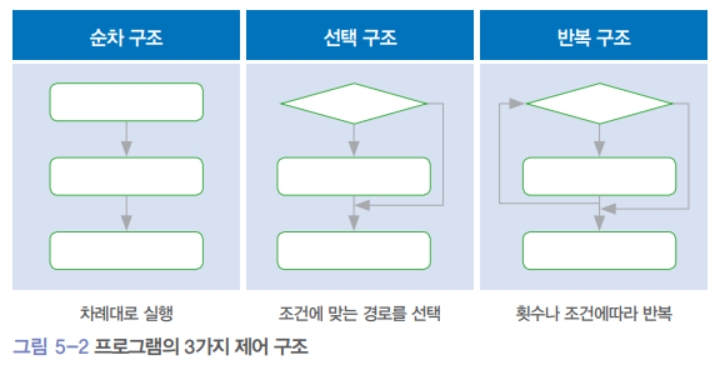 순차 구조
선택 구조
반복 구조
차례대로 실행
조건에 맞는 경로를 선택
횟수나 조건에따라 반복
그림 5-2 프로그램의 3가지 제어 구조